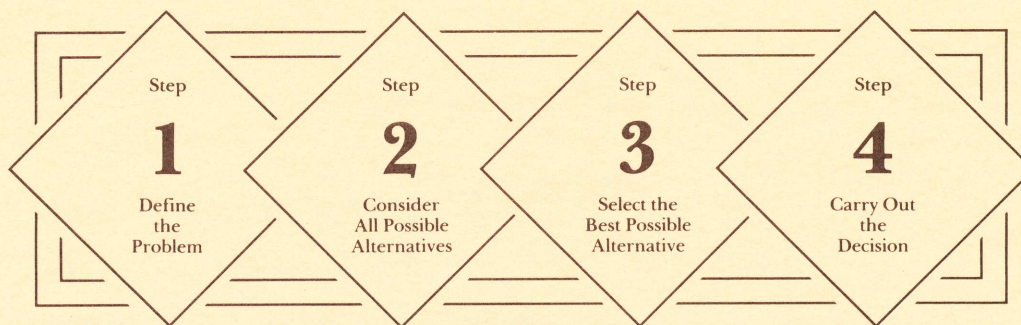 Step
1
Define
the
Problem
Step
2
Consider
All Possible
Alternatives
Step
3
Select the
Best Possible
Alternative
Step
4
Carry Out
the
Decision